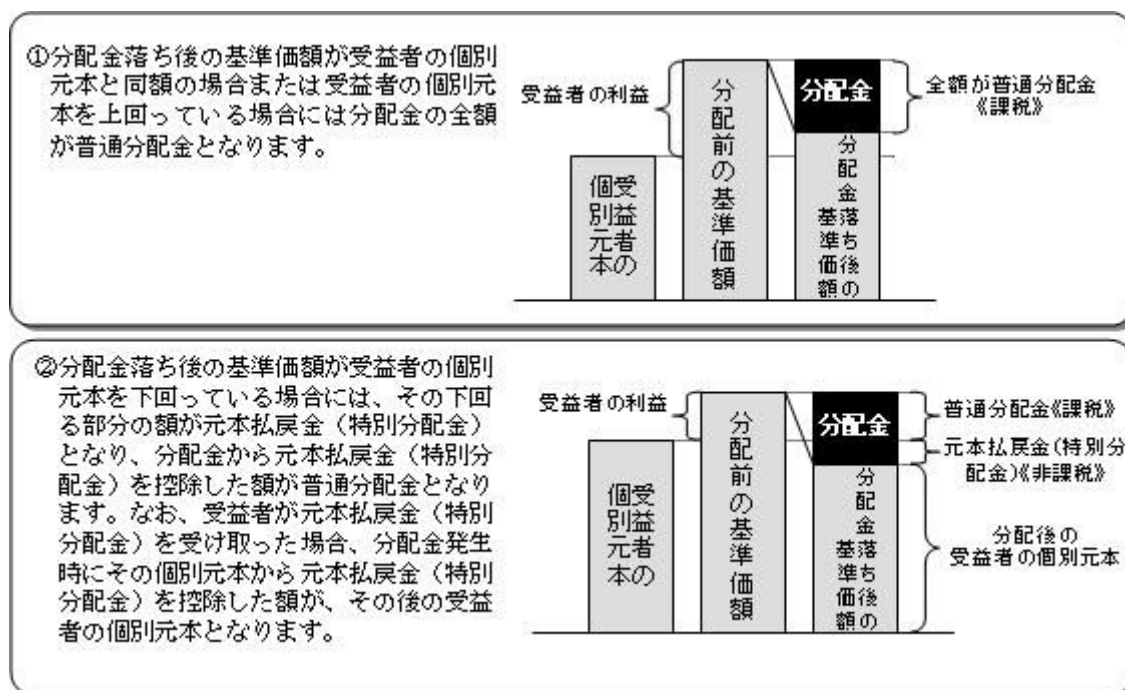 ①分配金落ち後の基準価額が受益者の個別
元本と同額の場合または受益者の個別元
本を上回っている場合には分配金の全額
が普通分配金となります。
受益者の利益
受益者の
個別元本
分配前の基準価額
分配金
分配金落ち後の
基準価額
全額が普通分配金
《課税》
②分配金落ち後の基準価額が受益者の個別
元本を下回っている場合には、その下回
る部分の額が元本払戻金（特別分配金）
となり、分配金から元本払戻金（特別分
配金）を控除した額が普通分配金となり
ます。なお、受益者が元本払戻金（特別
分配金）を受け取った場合、分配金発生
時にその個別元本から元本払戻金（特別
分配金）を控除した額が、その後の受益
者の個別元本となります。
受益者の利益
受益者の
個別元本
分配前の基準価額
分配金
分配金落ち後の
基準価額
普通分配金《課税》
元本払戻金(特別分
配金)《非課税》
分配後の
受益者の個別元本